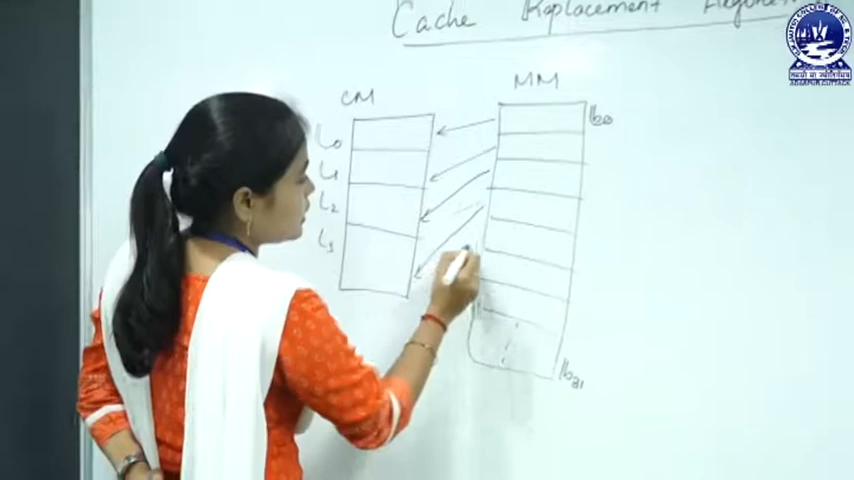 Cache Replacement
CM
MM
L0
b0
L1
L2
L3
b31